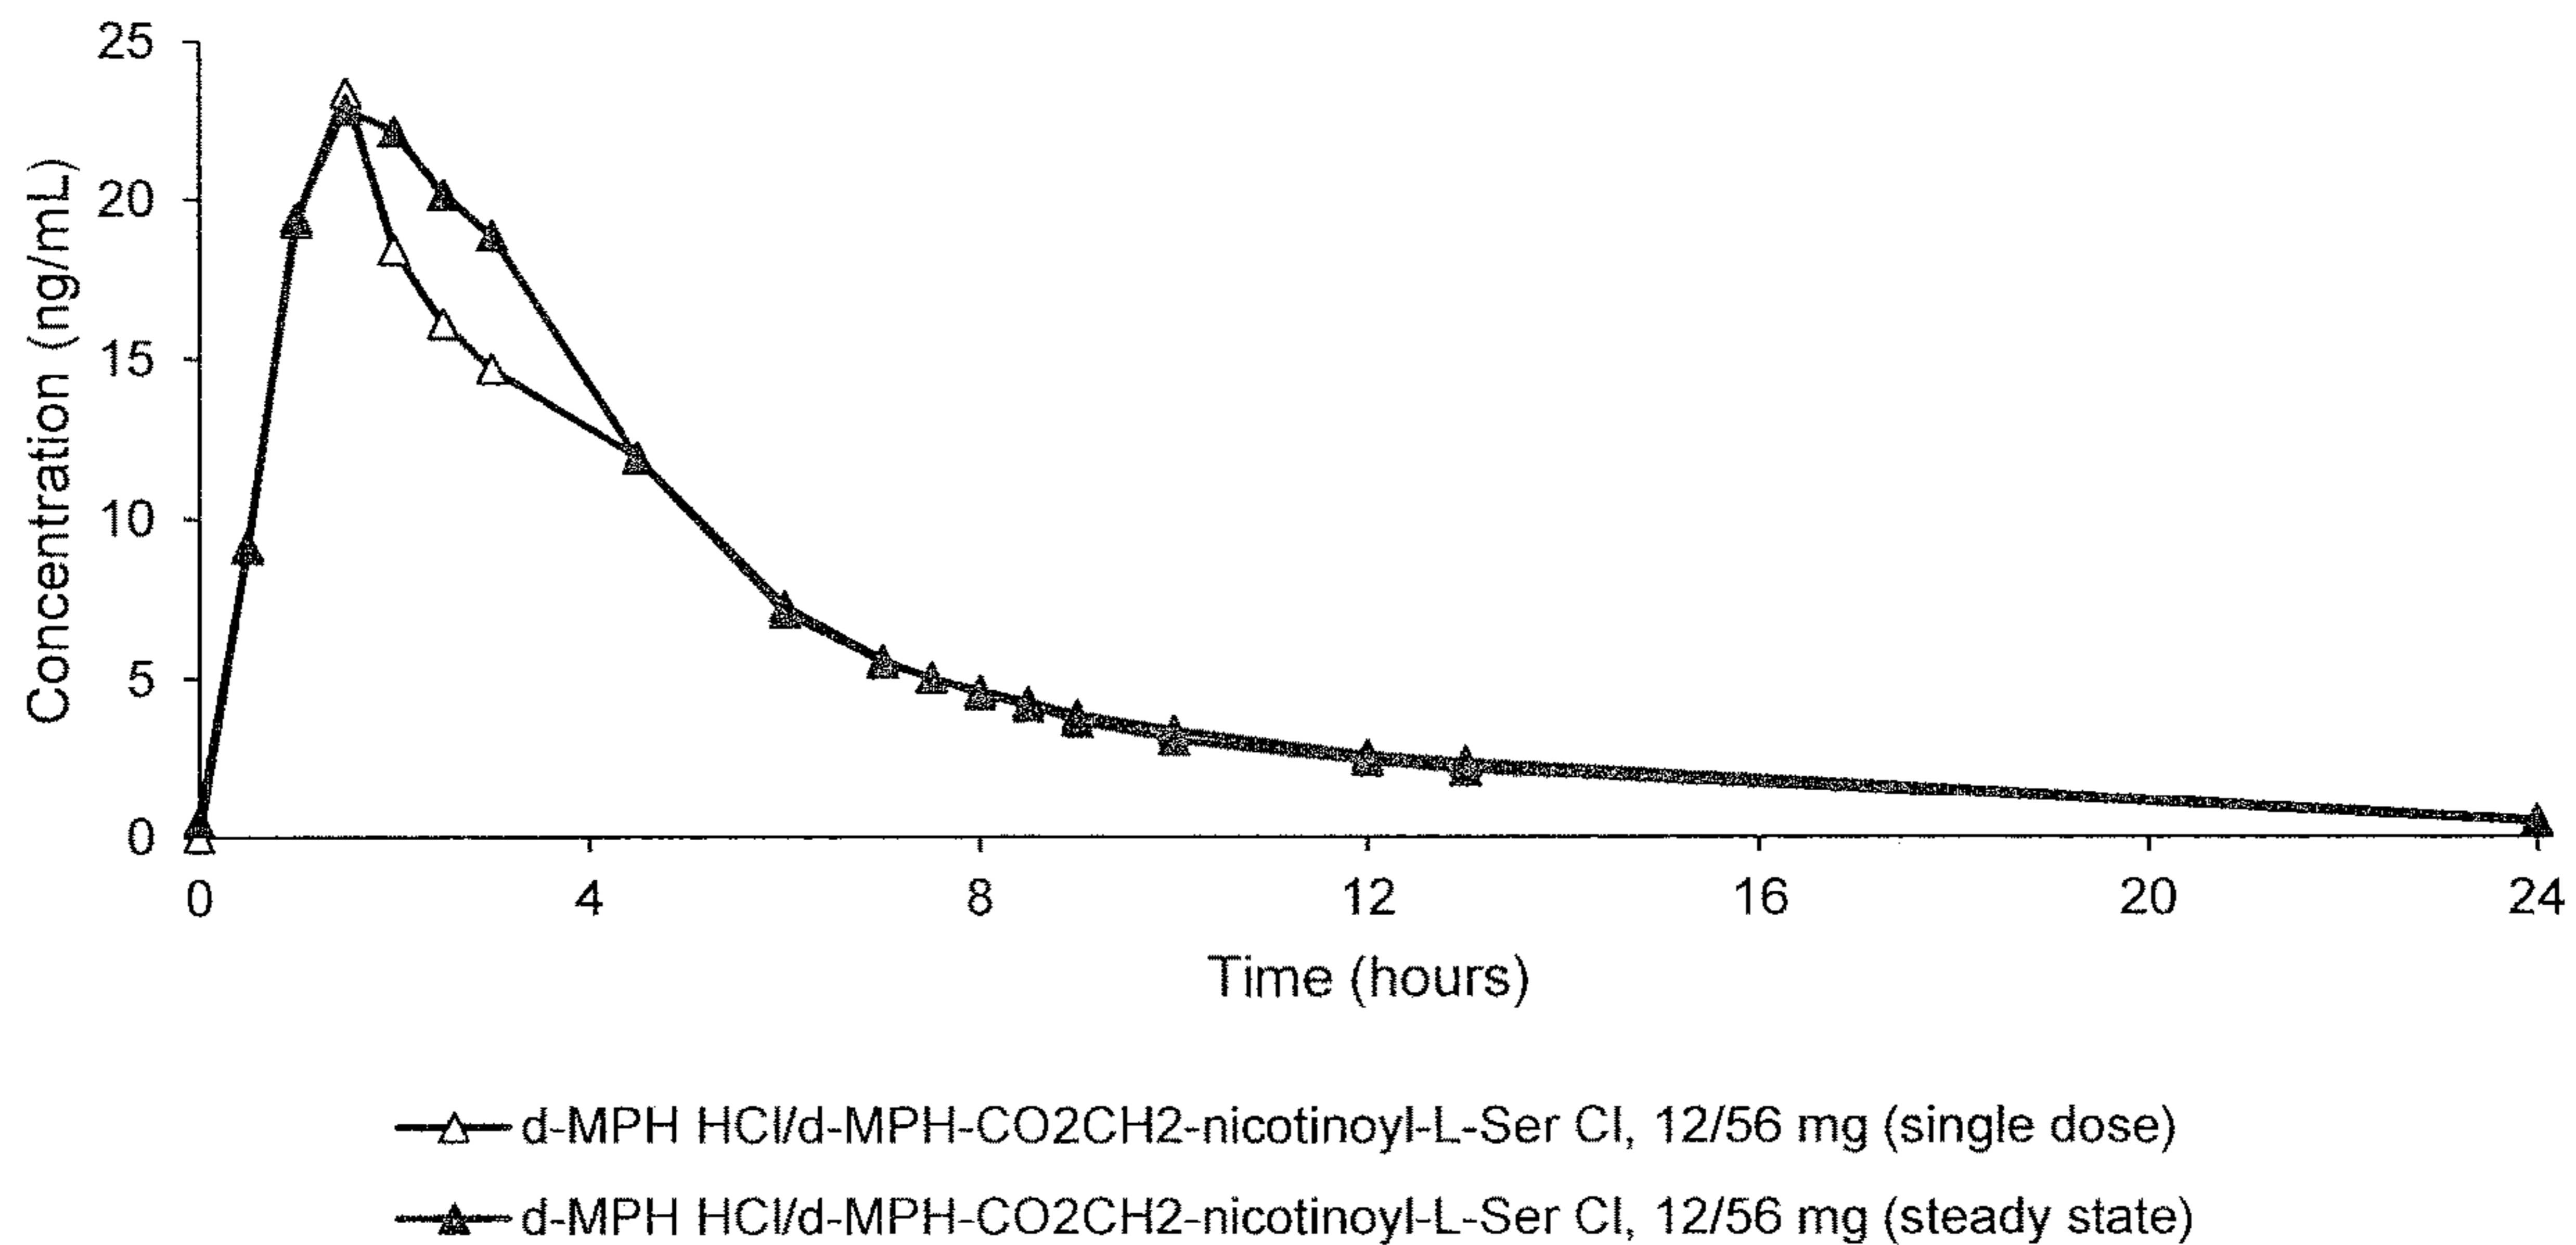 25
20
15
10
5
0
Concentration (ng/mL)
0 4 8 12 16 20 24
Time (hours)
d-MPH HCl/d-MPH-CO2CH2-nicotinoyl-L-Ser Cl, 12/56 mg (single dose)
d-MPH HCl/d-MPH-CO2CH2-nicotinoyl-L-Ser Cl, 12/56 mg (steady state)